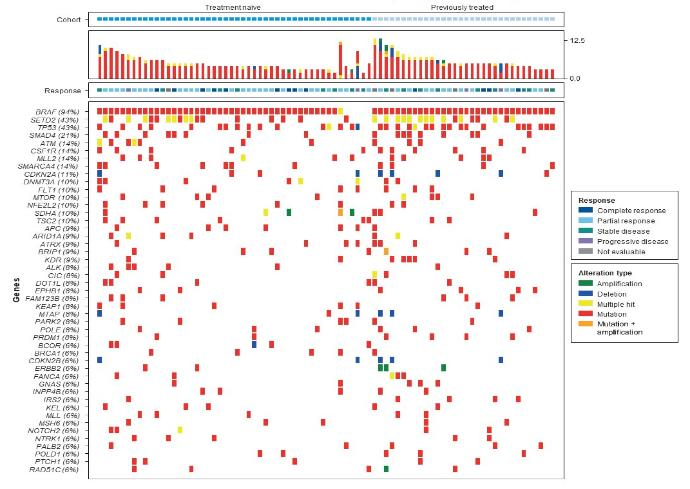 Treatment naive
Previously treated
Cohort
12.5
0.0
Response
BRAF (94%)
SETD2 (43%)
TP53 (43%)
SMAD4 (21%)
ATM (14%)
CSF1R (14%)
MLL2 (14%)
SMARCA4 (14%)
CDKN2A (11%)
DNMT3A (10%)
FLT1 (10%)
MTOR (10%)
NFE2L2 (10%)
SDHA (10%)
TSC2 (10%)
APC (9%)
ARID1A (9%)
ATRX (9%)
BRIP1 (9%)
KDR (9%)
ALK (8%)
CIC (8%)
DOT1L (8%)
EPHB1 (8%)
FAM123B (8%)
KEAP1 (8%)
MTAP (8%)
PARK2 (8%)
POLE (8%)
PRDM1 (8%)
BCOR (6%)
BRCA1 (6%)
CDKN2B (6%)
ERBB2 (6%)
FANCA (6%)
GNAS (6%)
INPP4B (6%)
IRS2 (6%)
KEL (6%)
MLL (6%)
MSH6 (6%)
NOTCH2 (6%)
NTRK1 (6%)
PALB2 (6%)
POLD1 (6%)
PTCH1 (6%)
RAD51C (6%)
Genes
Response
Complete response
Partial response
Stable disease
Progressive disease
Not evaluable
Alteration type
Amplification
Deletion
Multiple hit
Mutation
Mutation +
amplification